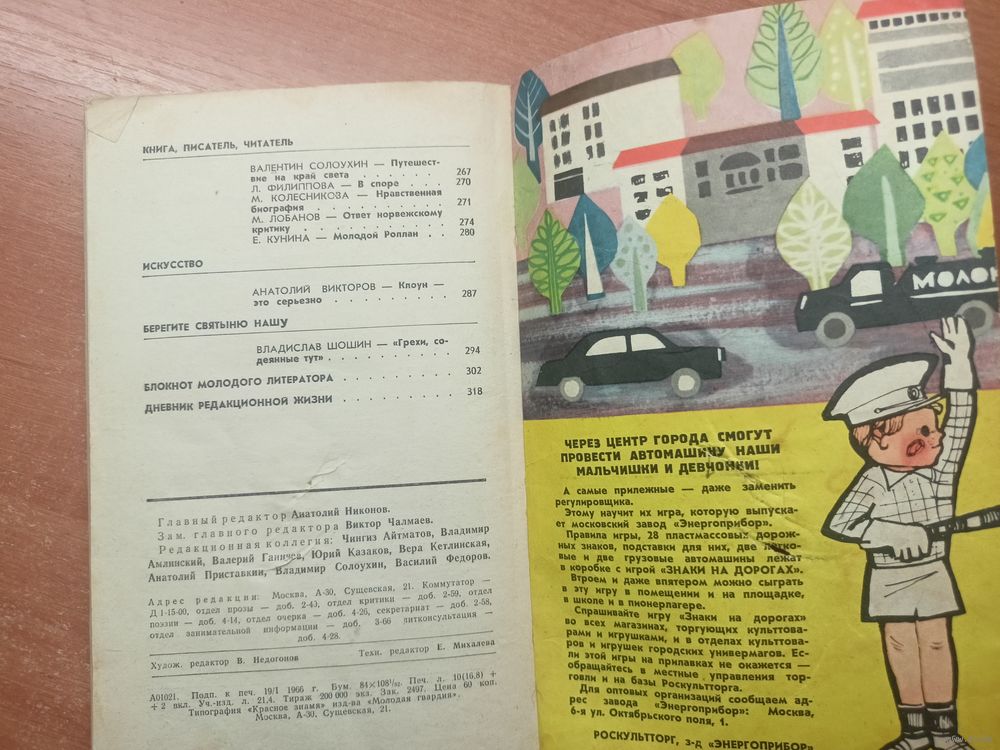 КНИГА, ПИСАТЕЛЬ, ЧИТАТЕЛЬ
ВАЛЕНТИН СОЛОУХИН — Путешест-
вие на край света . . . . . . 267
Л. ФИЛИППОВА — В споре . . . 270
М. КОЛЕСНИКОВА — Нравственная
биография . . . . . . . . . . 271
М. ЛОБАНОВ — Ответ норвежскому
критику . . . . . . . . . . . 274
Е. КУНИНА — Молодой Роллан . . 280
ИСКУССТВО
АНАТОЛИЙ ВИКТОРОВ — Клоун —
это серьезно . . . . . . . . . 287
БЕРЕГИТЕ СВЯТЫНЮ НАШУ
ВЛАДИСЛАВ ШОШИН — «Грехи, со-
деянные тут» . . . . . . . . . 294
БЛОКНОТ МОЛОДОГО ЛИТЕРАТОРА . . . . . . . . 302
ДНЕВНИК РЕДАКЦИОННОЙ ЖИЗНИ . . . . . . . . 318
Главный редактор Анатолий Никонов.
Зам. главного редактора Виктор Чалмаев.
Редакционная коллегия: Чингиз Айтматов, Владимир
Амлинский, Валерий Ганичев, Юрий Казаков, Вера Кетлинская,
Анатолий Приставкин, Владимир Солоухин, Василий Федоров.
Адрес редакции: Москва, А-30, Сущевская, 21. Коммутатор —
Д 1-15-00, отдел прозы — доб. 2-43, отдел критики — доб. 2-59, отдел
поэзии — доб. 4-14, отдел очерка — доб. 4-26, секретариат — доб. 2-58,
отдел занимательной информации — доб. 3-66 литконсультация —
доб. 4-28.
Худож. редактор В. Недогонов Техн. редактор Е. Михалева
А01021. Подп. к печ. 19/I 1966 г. Бум. 84×108¹/₃₂. Печ. л. 10(16,8) +
+ 2 вкл. Уч.-изд. л. 21,4. Тираж 200 000 экз. Зак. 2497. Цена 60 коп.
Типография «Красное знамя» изд-ва «Молодая гвардия».
Москва, А-30, Сущевская, 21.
МОЛОК
ЧЕРЕЗ ЦЕНТР ГОРОДА СМОГУТ
ПРОВЕСТИ АВТОМАШИНУ НАШИ
МАЛЬЧИШКИ И ДЕВЧОНКИ!
А самые прилежные — даже заменить
регулировщика.
Этому научит их игра, которую выпуска-
ет московский завод «Энергоприбор».
Правила игры, 28 пластмассовых дорож-
ных знаков, подставки для них, две легко-
вые и две грузовые автомашины лежат
в коробке с игрой «ЗНАКИ НА ДОРОГАХ».
Втроем и даже впятером можно сыграть
в эту игру в помещении и на площадке,
в школе и в пионерлагере.
Спрашивайте игру «Знаки на дорогах»
во всех магазинах, торгующих культтова-
рами и игрушками, и в отделах культтова-
ров и игрушек городских универмагов. Ес-
ли этой игры на прилавках не окажется —
обращайтесь в местные управления тор-
говли и на базы Роскультторга.
Для оптовых организаций сообщаем ад-
рес завода «Энергоприбор»: Москва,
6-я ул. Октябрьского поля, 1.
РОСКУЛЬТТОРГ, з-д «ЭНЕРГОПРИБОР»